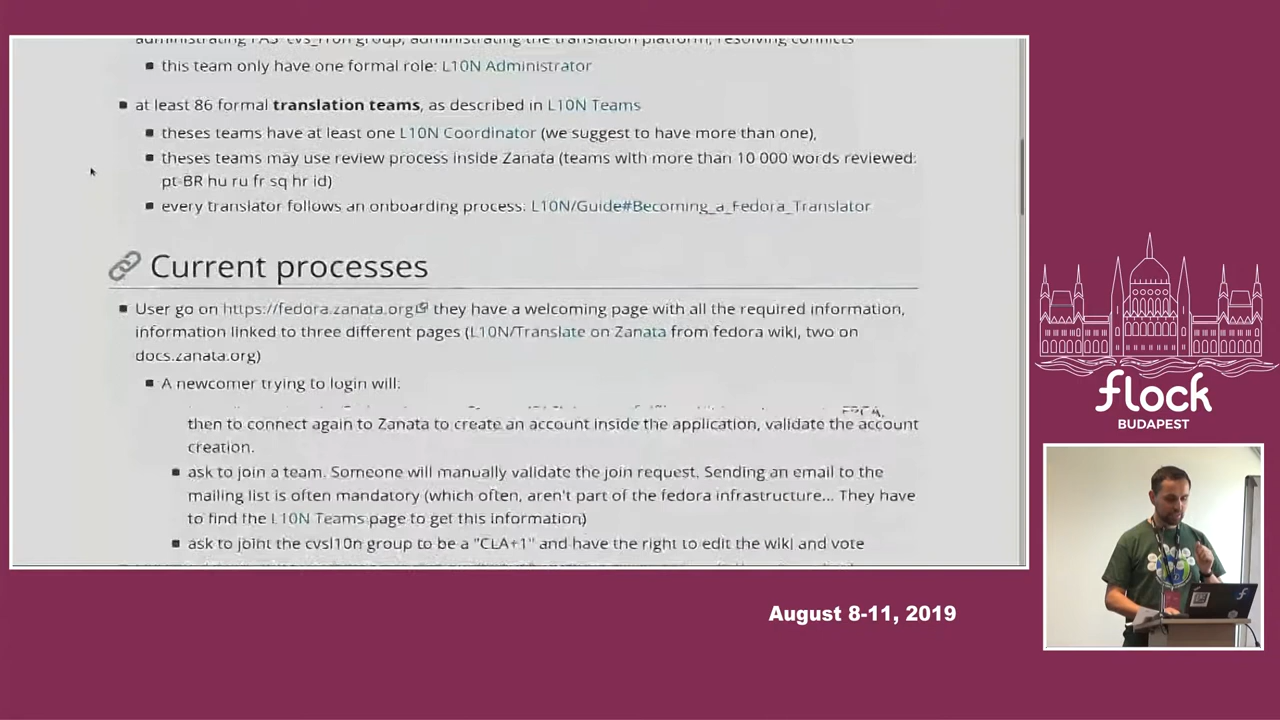 administrating FAS cvs_l10n group, administrating the translation platform, resolving conflicts
this team only have one formal role: L10N Administrator
at least 86 formal translation teams, as described in L10N Teams
theses teams have at least one L10N Coordinator (we suggest to have more than one),
theses teams may use review process inside Zanata (teams with more than 10 000 words reviewed:
pt-BR hu ru fr sq hr id)
every translator follows an onboarding process: L10N/Guide#Becoming_a_Fedora_Translator
Current processes
User go on https://fedora.zanata.org they have a welcoming page with all the required information,
information linked to three different pages (L10N/Translate on Zanata from fedora wiki, two on
docs.zanata.org)
A newcomer trying to login will:
then to connect again to Zanata to create an account inside the application, validate the account
creation.
ask to join a team. Someone will manually validate the join request. Sending an email to the
mailing list is often mandatory (which often, aren't part of the fedora infrastructure... They have
to find the L10N Teams page to get this information)
ask to joint the cvsl10n group to be a "CLA+1" and have the right to edit the wiki and vote
flock
BUDAPEST
August 8-11, 2019